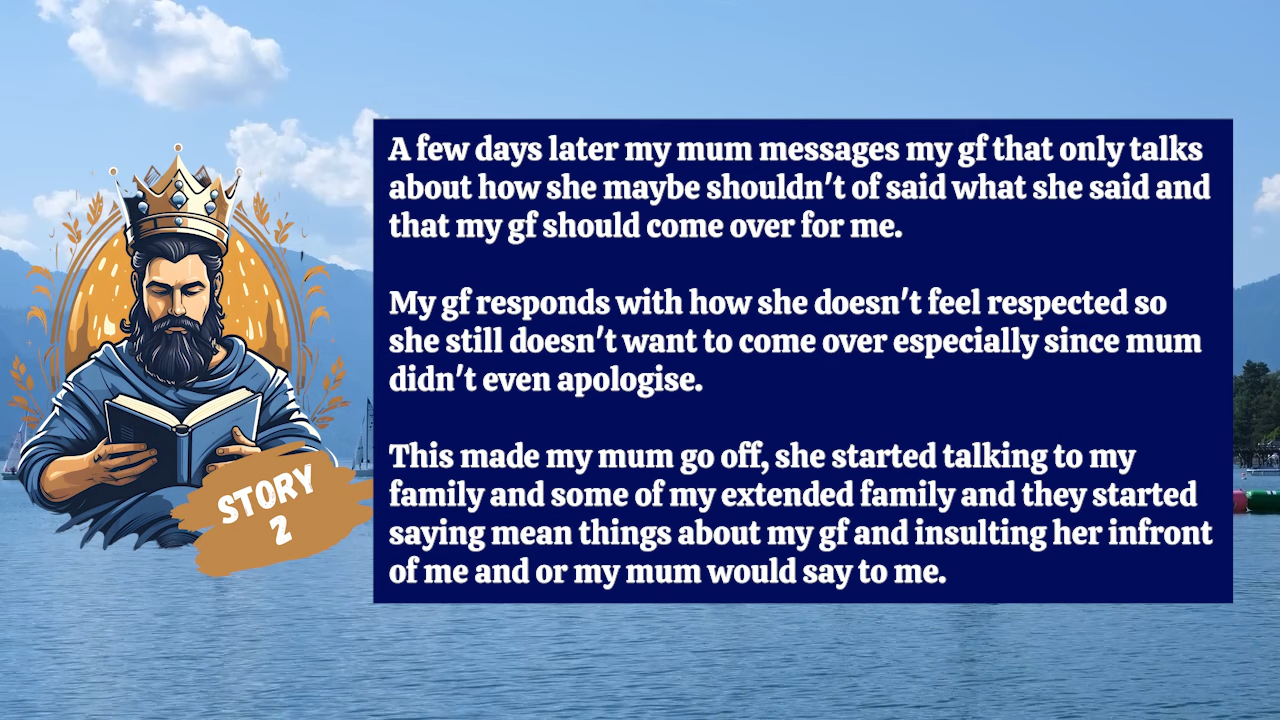 A few days later my mum messages my gf that only talks
about how she maybe shouldn't of said what she said and
that my gf should come over for me.
My gf responds with how she doesn't feel respected so
she still doesn't want to come over especially since mum
didn't even apologise.
This made my mum go off, she started talking to my
family and some of my extended family and they started
saying mean things about my gf and insulting her infront
of me and or my mum would say to me.
STORY
2